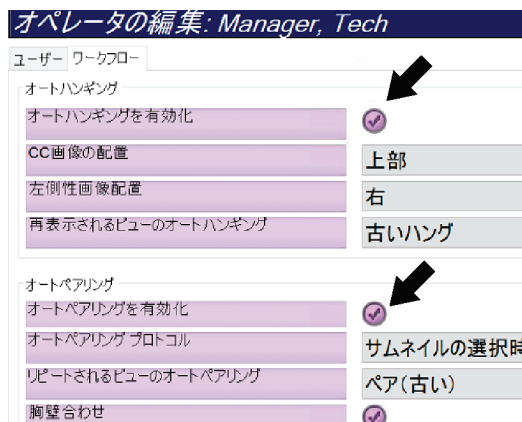 オペレータの編集: Manager, Tech
ユーザー ワークフロー
オートハンギング
オートハンギングを有効化
CC画像の配置 上部
左側性画像配置 右
再表示されるビューのオートハンギング 古いハング
オートペアリング
オートペアリングを有効化
オートペアリング プロトコル サムネイルの選択時
リピートされるビューのオートペアリング ペア(古い)
胸壁合わせ